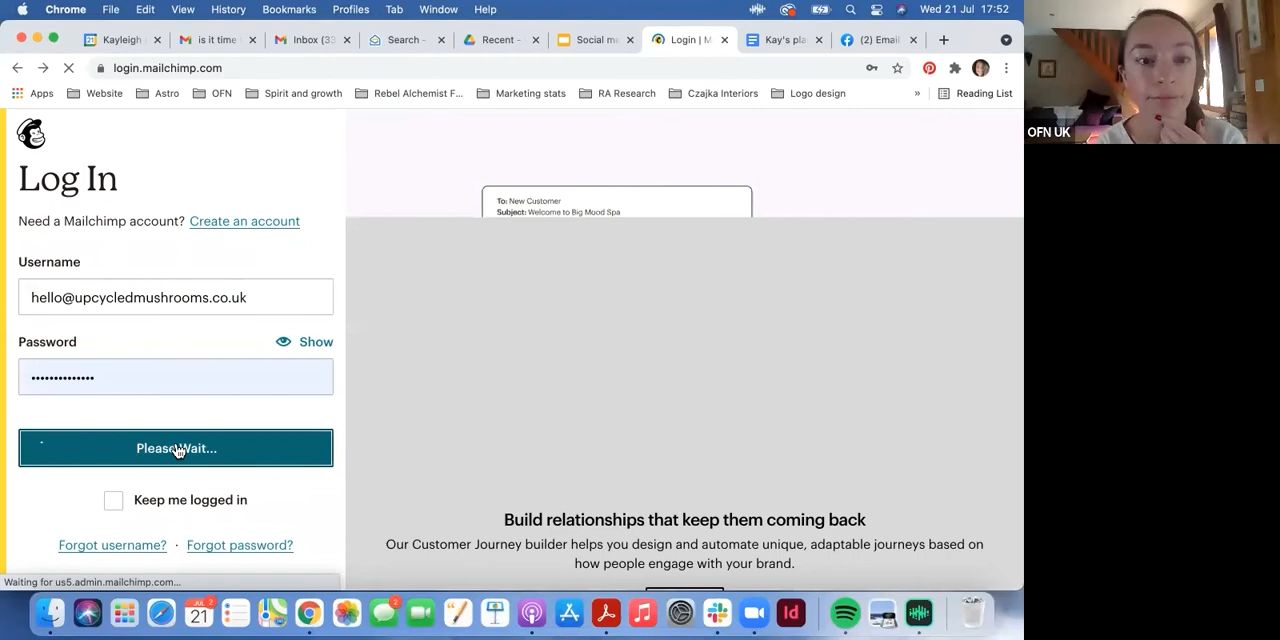 Chrome File Edit View History Bookmarks Profiles Tab Window Help Wed 21 Jul 17:52
Kayleigh is it time Inbox (33 Search - Recent - Social m Login | M Kay's pla (2) Email
login.mailchimp.com
Apps Website Astro OFN Spirit and growth Rebel Alchemist F... Marketing stats RA Research Czajka Interiors Logo design » Reading List
OFN UK
Log In
Need a Mailchimp account? Create an account
Username
hello@upcycledmushrooms.co.uk
Password Show
Please Wait...
Keep me logged in
Forgot username? · Forgot password?
Waiting for us5.admin.mailchimp.com...
To: New Customer
Subject: Welcome to Big Mood Spa
Build relationships that keep them coming back
Our Customer Journey builder helps you design and automate unique, adaptable journeys based on
how people engage with your brand.
JUL 2
21
2
Id